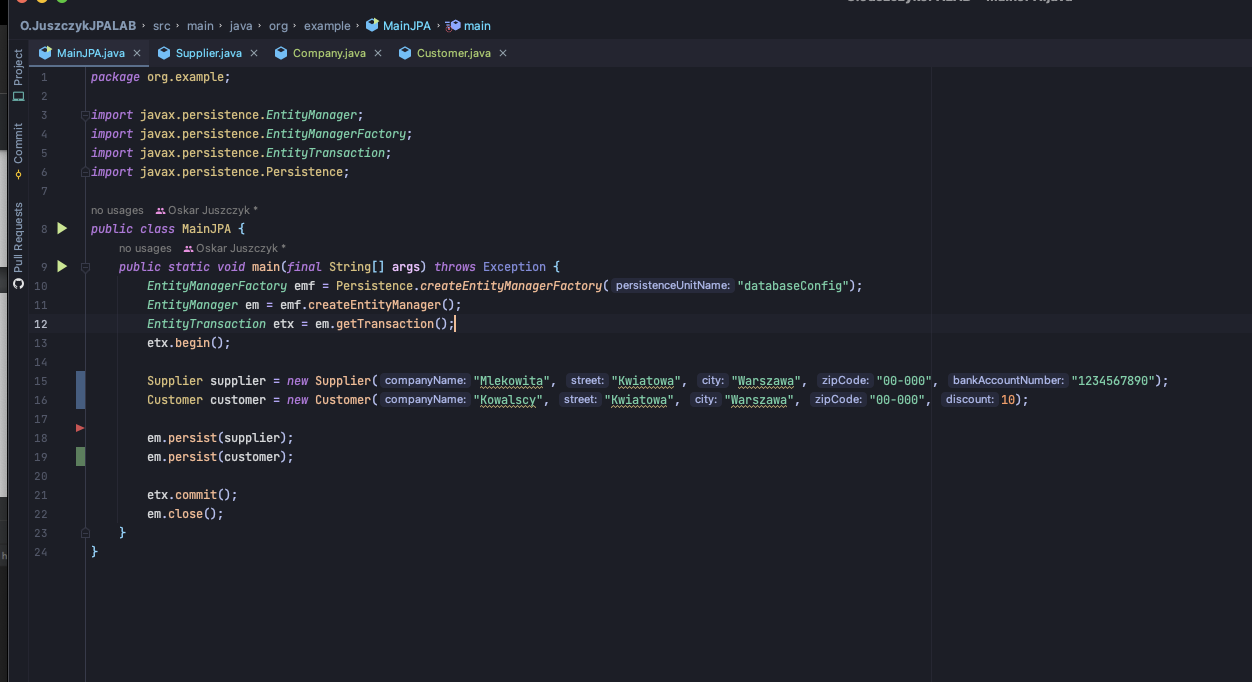 O.JuszczykJPALAB › src › main › java › org › example › MainJPA › main
MainJPA.java × Supplier.java × Company.java × Customer.java ×
Project
Commit
Pull Requests
1 package org.example;
2
3 import javax.persistence.EntityManager;
4 import javax.persistence.EntityManagerFactory;
5 import javax.persistence.EntityTransaction;
6 import javax.persistence.Persistence;
7
no usages Oskar Juszczyk *
8 public class MainJPA {
no usages Oskar Juszczyk *
9 public static void main(final String[] args) throws Exception {
10 EntityManagerFactory emf = Persistence.createEntityManagerFactory( persistenceUnitName: "databaseConfig");
11 EntityManager em = emf.createEntityManager();
12 EntityTransaction etx = em.getTransaction();
13 etx.begin();
14
15 Supplier supplier = new Supplier( companyName: "Mlekowita", street: "Kwiatowa", city: "Warszawa", zipCode: "00-000", bankAccountNumber: "1234567890");
16 Customer customer = new Customer( companyName: "Kowalscy", street: "Kwiatowa", city: "Warszawa", zipCode: "00-000", discount: 10);
17
18 em.persist(supplier);
19 em.persist(customer);
20
21 etx.commit();
22 em.close();
23 }
24 }